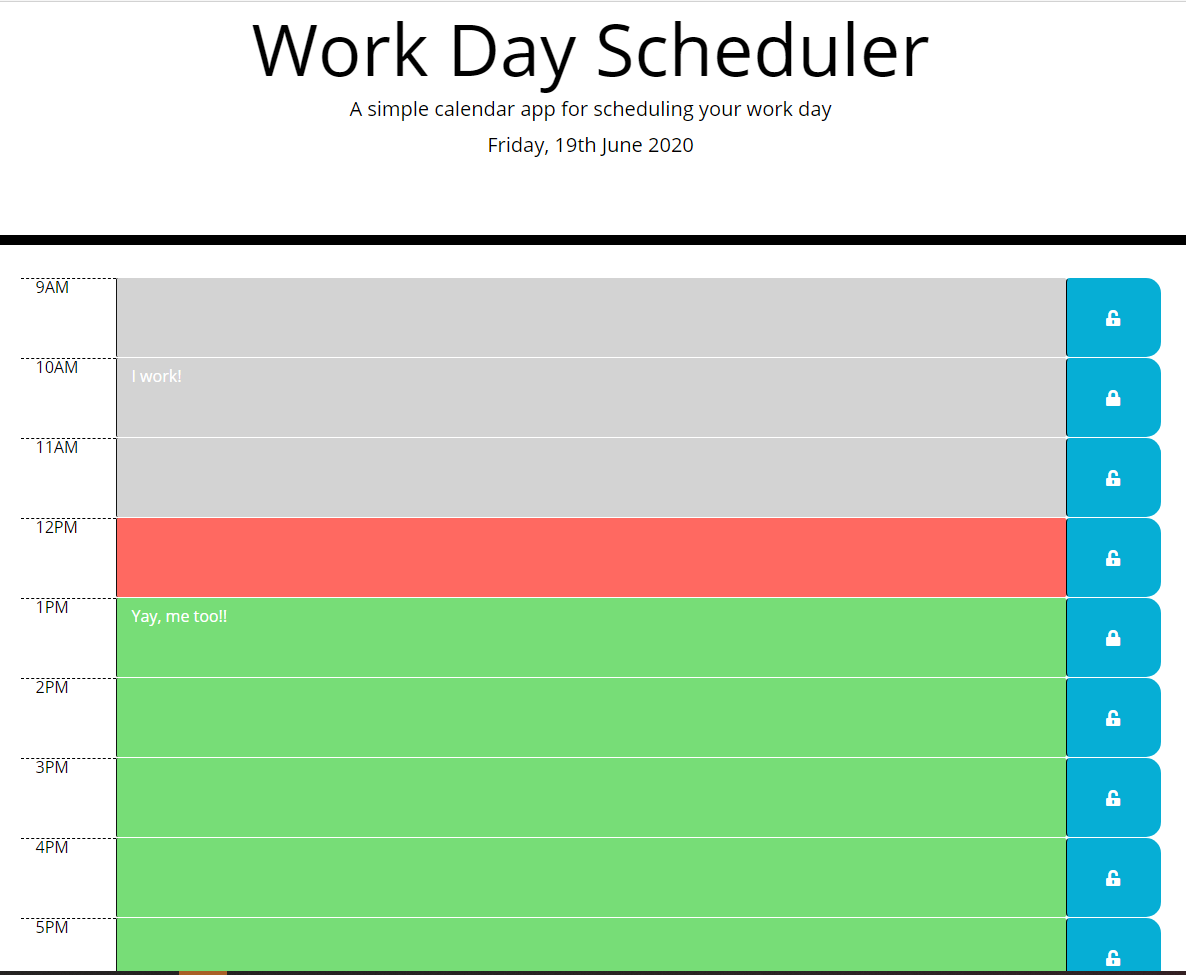 Work Day Scheduler
A simple calendar app for scheduling your work day
Friday, 19th June 2020
9AM
10AM
I work!
11AM
12PM
1PM
Yay, me too!!
2PM
3PM
4PM
5PM